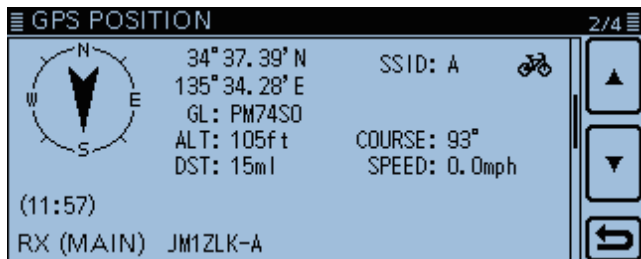 GPS POSITION 2/4
N
W E
S
34°37.39'N
135°34.28'E
GL: PM74SO
ALT: 105ft
DST: 15ml
SSID: A
COURSE: 93°
SPEED: 0.0mph
(11:57)
RX (MAIN) JM1ZLK-A